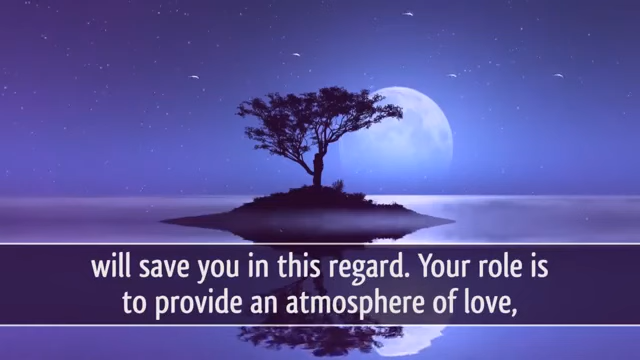 will save you in this regard. Your role is
to provide an atmosphere of love,